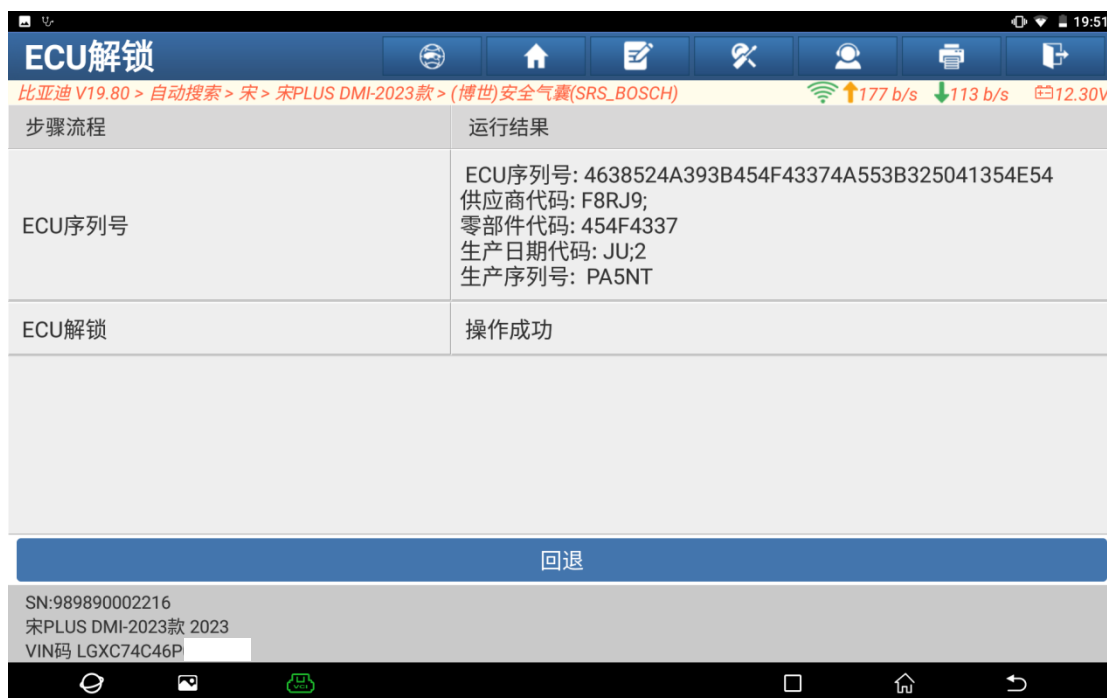 19:51
ECU解锁
比亚迪 V19.80 > 自动搜索 > 宋 > 宋PLUS DMI-2023款 > (博世)安全气囊(SRS_BOSCH)
177 b/s
113 b/s
12.30V
步骤流程
运行结果
ECU序列号
ECU序列号: 4638524A393B454F43374A553B325041354E54
供应商代码: F8RJ9;
零部件代码: 454F4337
生产日期代码: JU;2
生产序列号: PA5NT
ECU解锁
操作成功
回退
SN:989890002216
宋PLUS DMI-2023款 2023
VIN码 LGXC74C46P
VCI